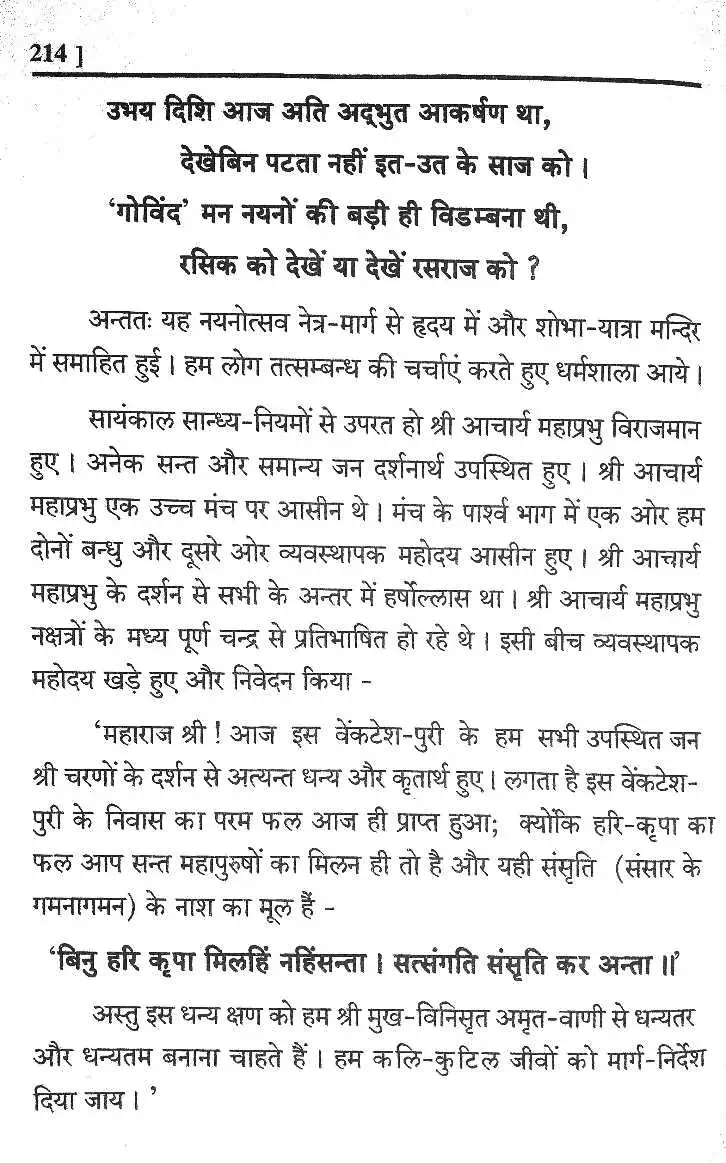 214 ]
उभय दिशि आज अति अद्‌भुत आकर्षण था,
देखेबिन पटता नहीं इत-उत के साज को ।
‘गोविंद’ मन नयनों की बड़ी ही विडम्बना थी,
रसिक को देखें या देखें रसराज को ?
अन्ततः यह नयनोत्सव नेत्र-मार्ग से हृदय में और शोभा-यात्रा मन्दिर
में समाहित हुई । हम लोग तत्सम्बन्ध की चर्चाएं करते हुए धर्मशाला आये ।
सायंकाल सान्ध्य-नियमों से उपरत हो श्री आचार्य महाप्रभु विराजमान
हुए । अनेक सन्त और समान्य जन दर्शनार्थ उपस्थित हुए । श्री आचार्य
महाप्रभु एक उच्च मंच पर आसीन थे । मंच के पार्श्व भाग में एक ओर हम
दोनों बन्धु और दूसरे ओर व्यवस्थापक महोदय आसीन हुए । श्री आचार्य
महाप्रभु के दर्शन से सभी के अन्तर में हर्षोल्लास था । श्री आचार्य महाप्रभु
नक्षत्रों के मध्य पूर्ण चन्द्र से प्रतिभाषित हो रहे थे । इसी बीच व्यवस्थापक
महोदय खड़े हुए और निवेदन किया -
‘महाराज श्री ! आज इस वेंकटेश-पुरी के हम सभी उपस्थित जन
श्री चरणों के दर्शन से अत्यन्त धन्य और कृतार्थ हुए । लगता है इस वेंकटेश-
पुरी के निवास का परम फल आज ही प्राप्त हुआ; क्योंकि हरि-कृपा का
फल आप सन्त महापुरुषों का मिलन ही तो है और यही संसृति (संसार के
गमनागमन) के नाश का मूल हैं -
‘बिनु हरि कृपा मिलहिं नहिंसन्ता । सत्संगति संसृति कर अन्ता ॥’
अस्तु इस धन्य क्षण को हम श्री मुख-विनिसृत अमृत-वाणी से धन्यतर
और धन्यतम बनाना चाहते हैं । हम कलि-कुटिल जीवों को मार्ग-निर्देश
दिया जाय । ’